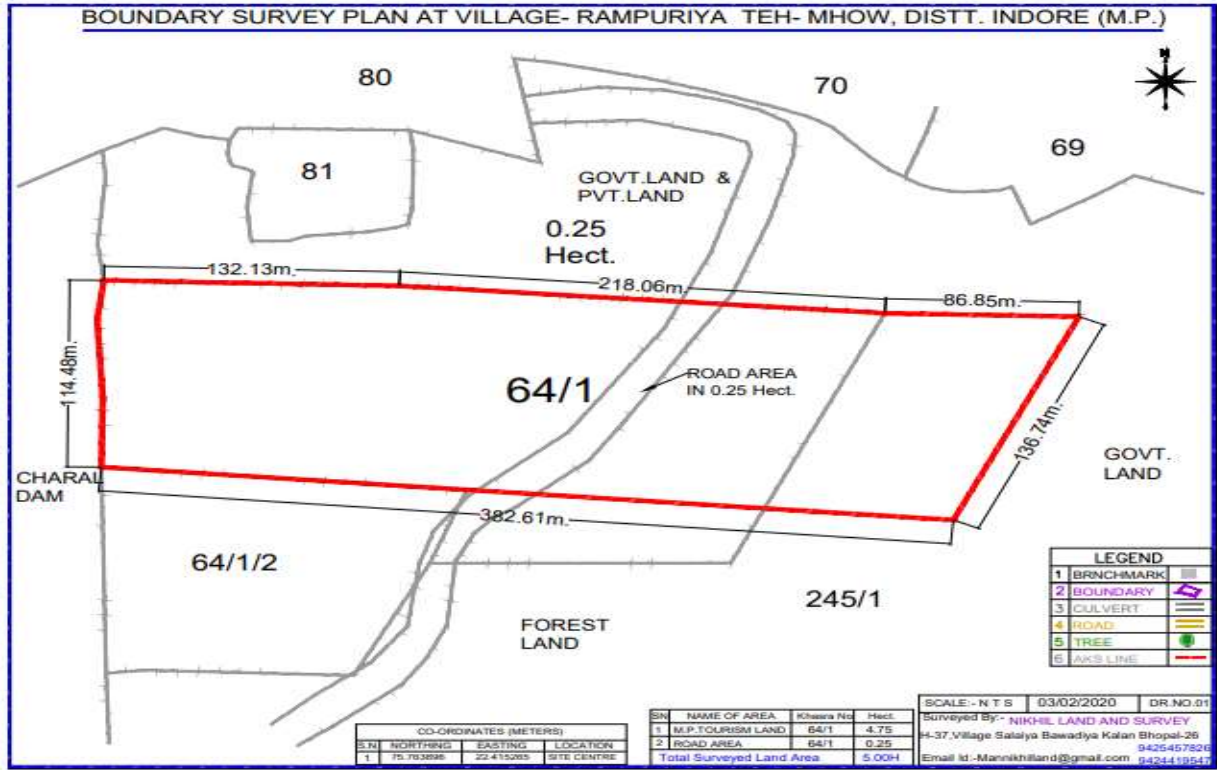 BOUNDARY SURVEY PLAN AT VILLAGE- RAMPURIYA TEH- MHOW, DISTT. INDORE (M.P.)
N
80
70
69
81
GOVT.LAND &
PVT.LAND
0.25
Hect.
132.13m.
218.06m.
86.85m.
114.48m.
64/1
ROAD AREA
IN 0.25 Hect.
136.74m.
GOVT.
LAND
CHARAL
DAM
382.61m.
64/1/2
245/1
FOREST
LAND
LEGEND
1 BRNCHMARK
2 BOUNDARY
3 CULVERT
4 ROAD
5 TREE
6 AKS LINE
CO-ORDINATES (METERS)
S.N NORTHING EASTING LOCATION
1 75.763696 22.415265 SITE CENTRE
SN NAME OF AREA Khasra No Hect.
1 M.P.TOURISM LAND 64/1 4.75
2 ROAD AREA 64/1 0.25
Total Surveyed Land Area 5.00H
SCALE:- N T S 03/02/2020 DR.NO.01
Surveyed By:- NIKHIL LAND AND SURVEY
H-37,Village Salaiya Bawadiya Kalan Bhopal-26
9425457826
Email Id:-Mannikhilland@gmail.com 9424419547